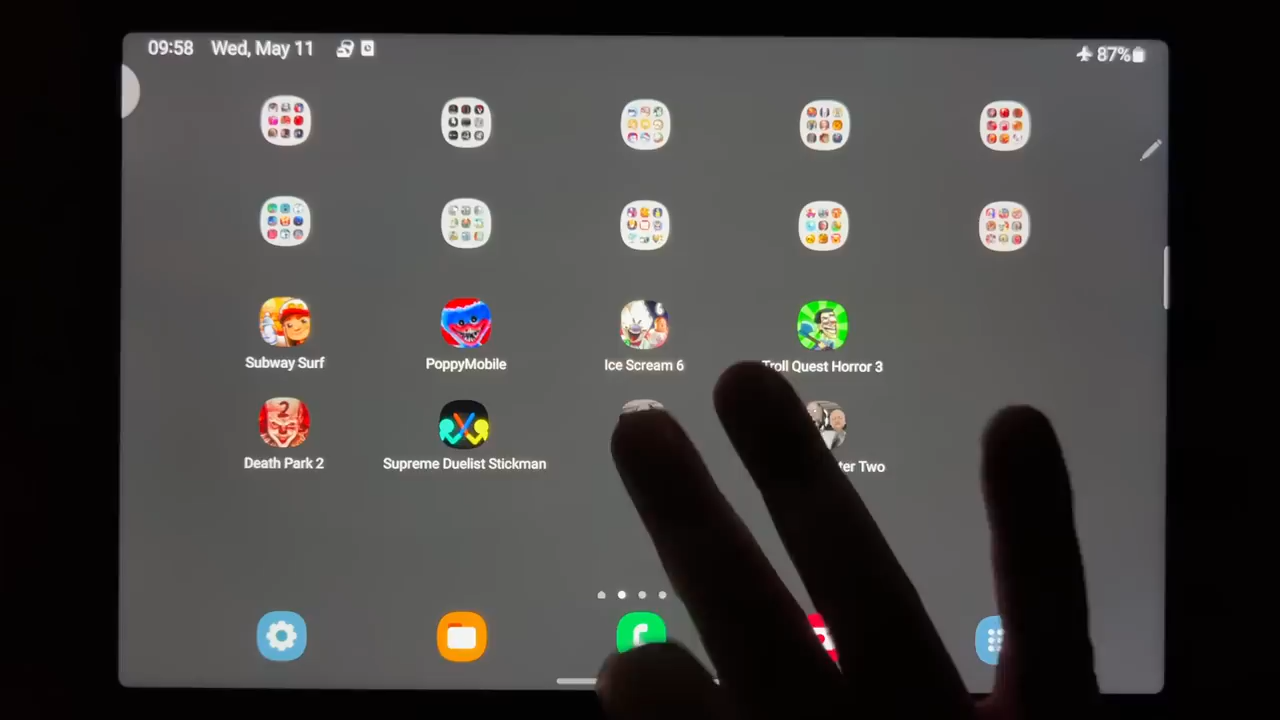 09:58 Wed, May 11
87%
Subway Surf
PoppyMobile
Ice Scream 6
Troll Quest Horror 3
Death Park 2
2
Supreme Duelist Stickman
Two